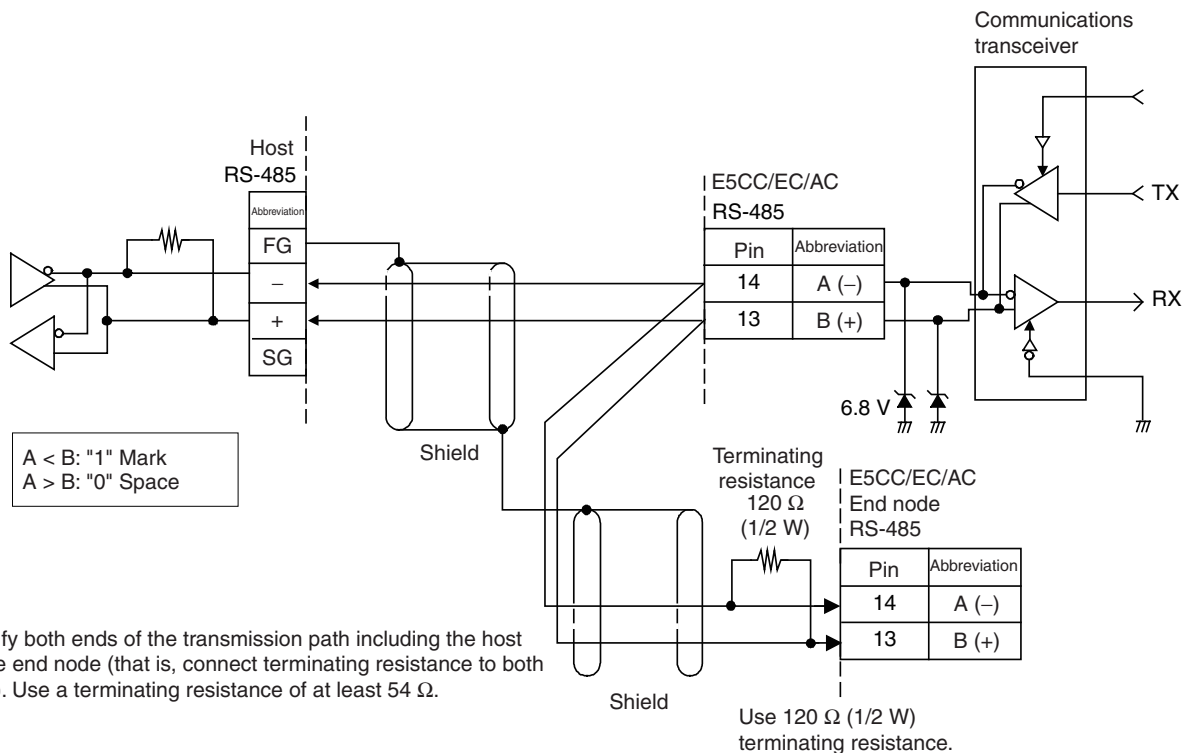 Communications
transceiver
Host
RS-485
Abbreviation
FG
−
+
SG
E5CC/EC/AC
RS-485
Pin Abbreviation
14 A (−)
13 B (+)
TX
RX
6.8 V
A < B: "1" Mark
A > B: "0" Space
Shield
Terminating
resistance
120 Ω
(1/2 W)
E5CC/EC/AC
End node
RS-485
Pin Abbreviation
14 A (−)
13 B (+)
fy both ends of the transmission path including the host
e end node (that is, connect terminating resistance to both
). Use a terminating resistance of at least 54 Ω.
Shield
Use 120 Ω (1/2 W)
terminating resistance.